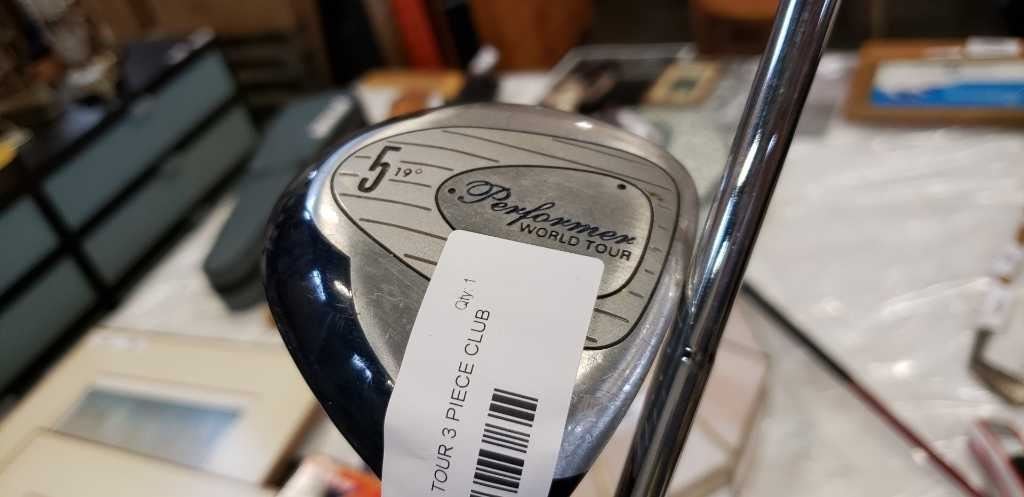 5 19°
Performer
WORLD TOUR
Qty: 1
TOUR 3 PIECE CLUB